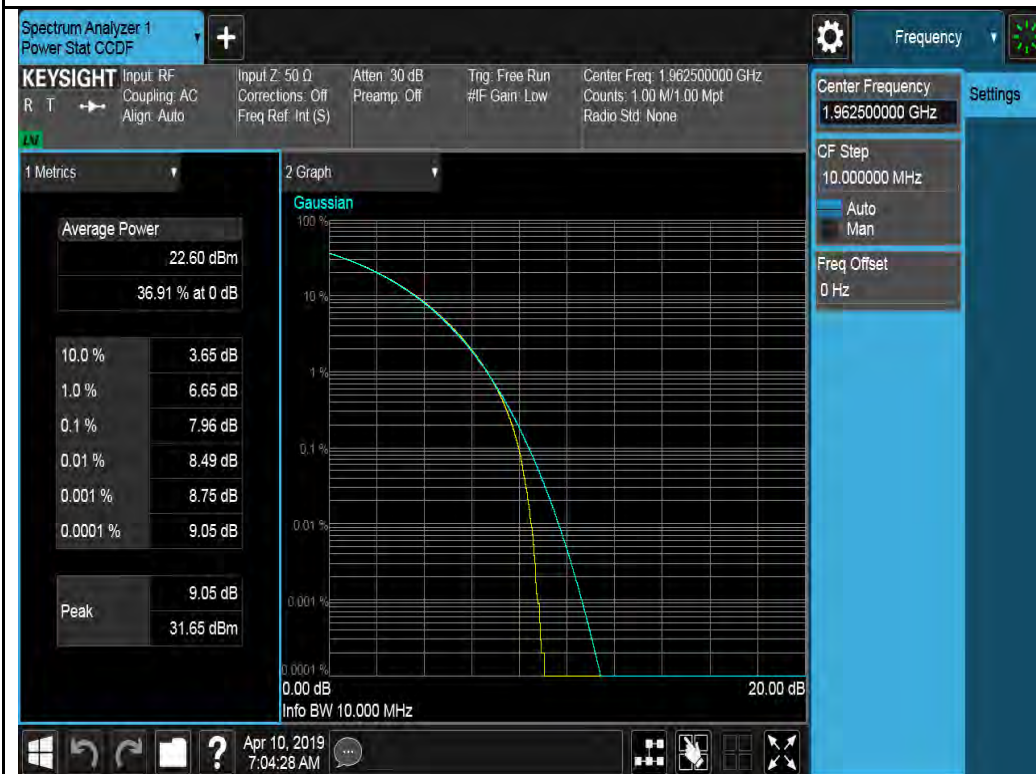 Spectrum Analyzer 1
Power Stat CCDF
+
Frequency
KEYSIGHT
R T
LNI
Input: RF
Coupling: AC
Align: Auto
Input Z: 50 Ω
Corrections: Off
Freq Ref: Int (S)
Atten: 30 dB
Preamp: Off
Trig: Free Run
#IF Gain: Low
Center Freq: 1.962500000 GHz
Counts: 1.00 M/1.00 Mpt
Radio Std: None
Center Frequency
1.962500000 GHz
Settings
CF Step
10.000000 MHz
Auto
Man
Freq Offset
0 Hz
1 Metrics
Average Power
22.60 dBm
36.91 % at 0 dB
10.0 % 3.65 dB
1.0 % 6.65 dB
0.1 % 7.96 dB
0.01 % 8.49 dB
0.001 % 8.75 dB
0.0001 % 9.05 dB
Peak
9.05 dB
31.65 dBm
2 Graph
Gaussian
100 %
10 %
1 %
0.1 %
0.01 %
0.001 %
0.0001 %
0.00 dB 20.00 dB
Info BW 10.000 MHz
?
Apr 10, 2019
7:04:28 AM